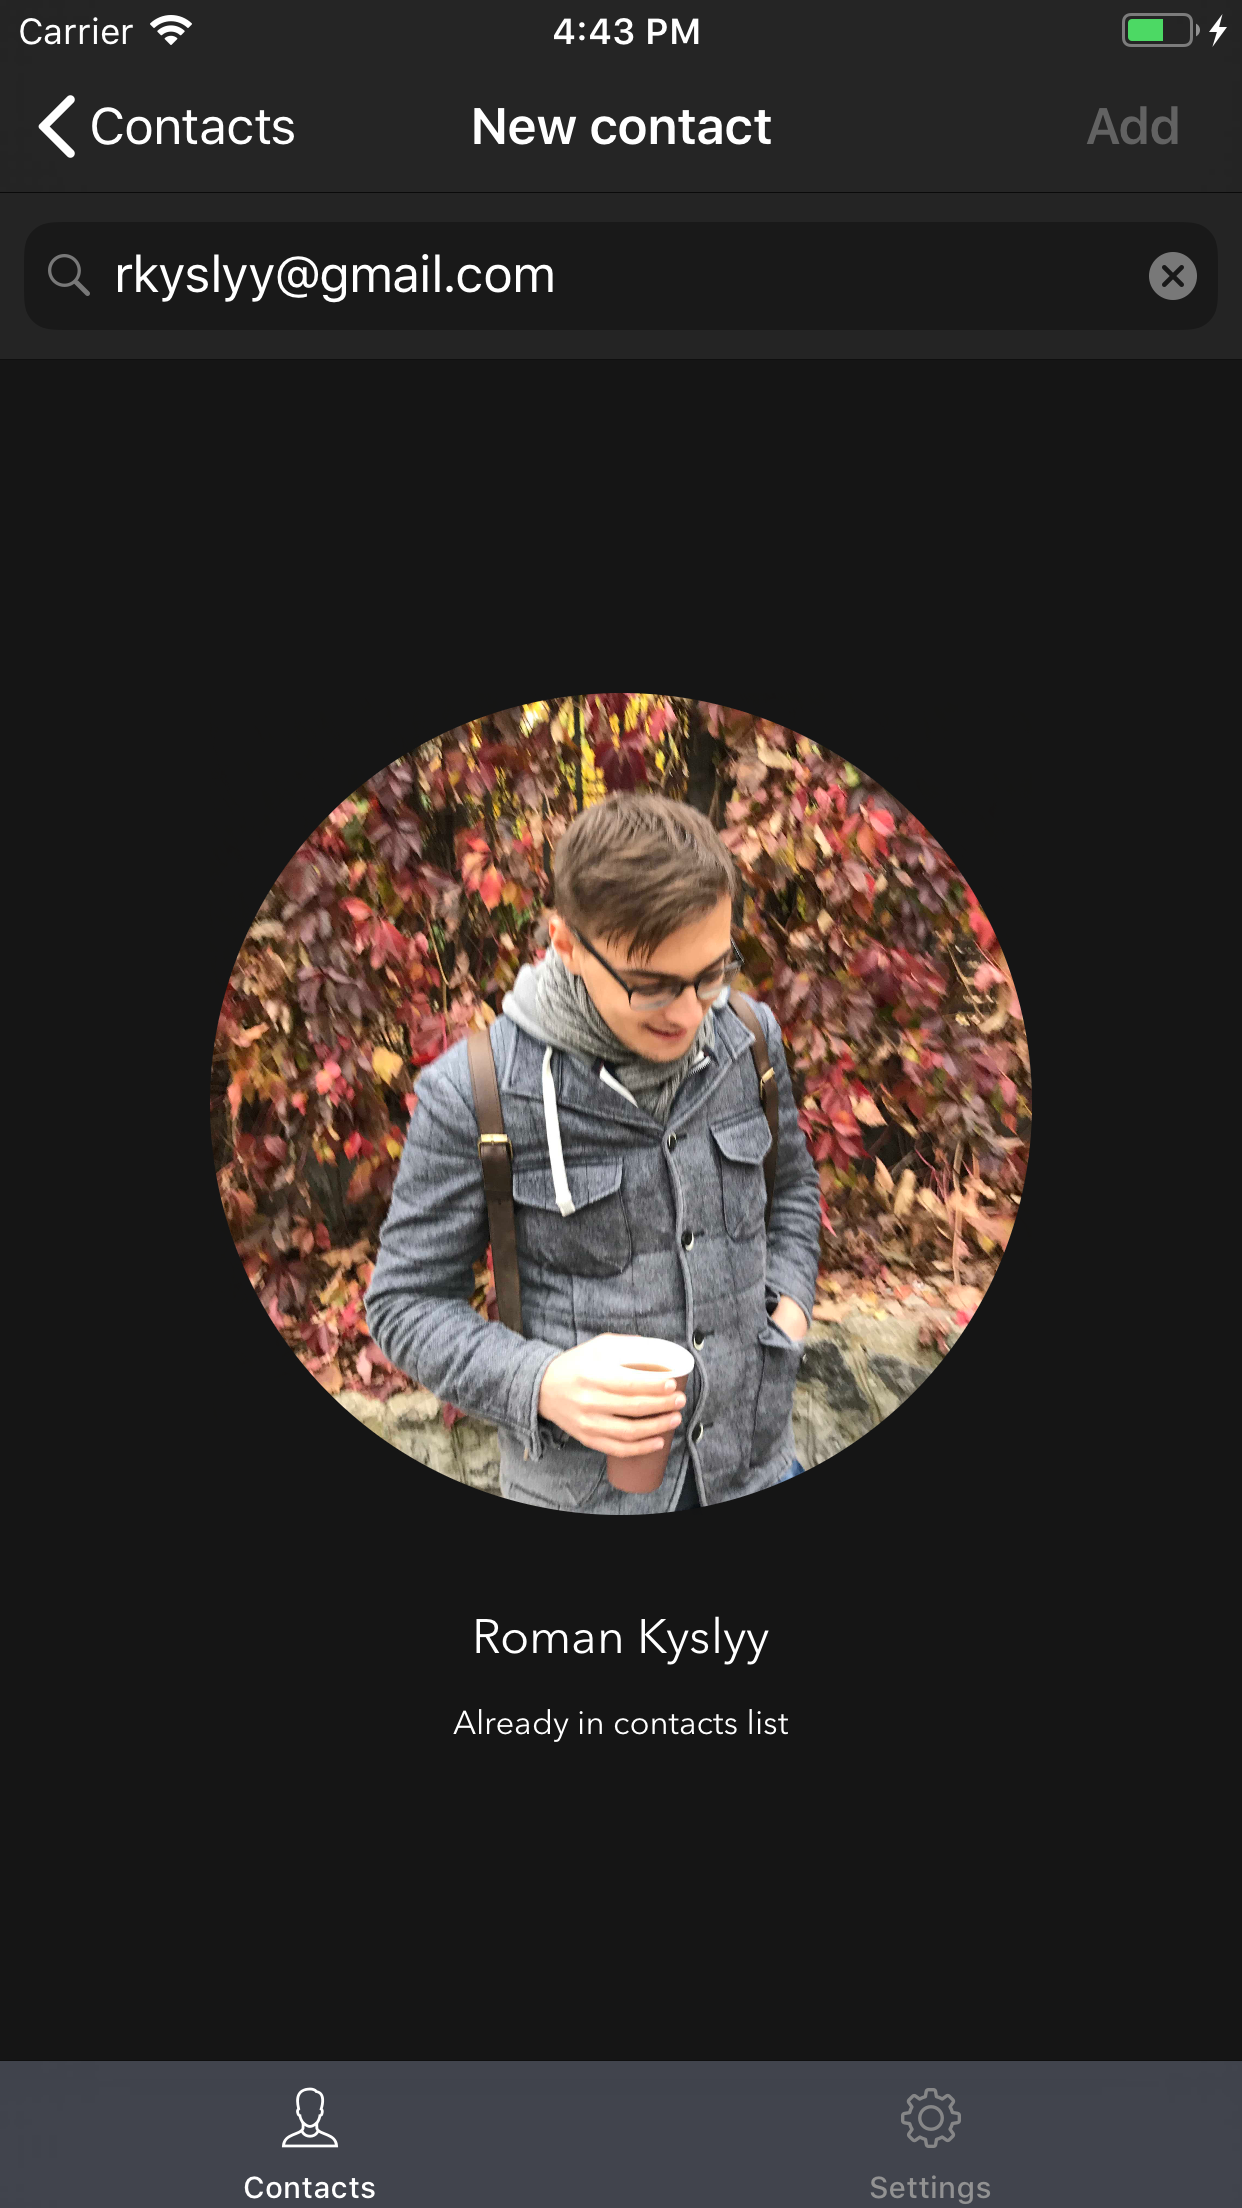 Carrier 4:43 PM
Contacts New contact Add
rkyslyy@gmail.com
Roman Kyslyy
Already in contacts list
Contacts Settings